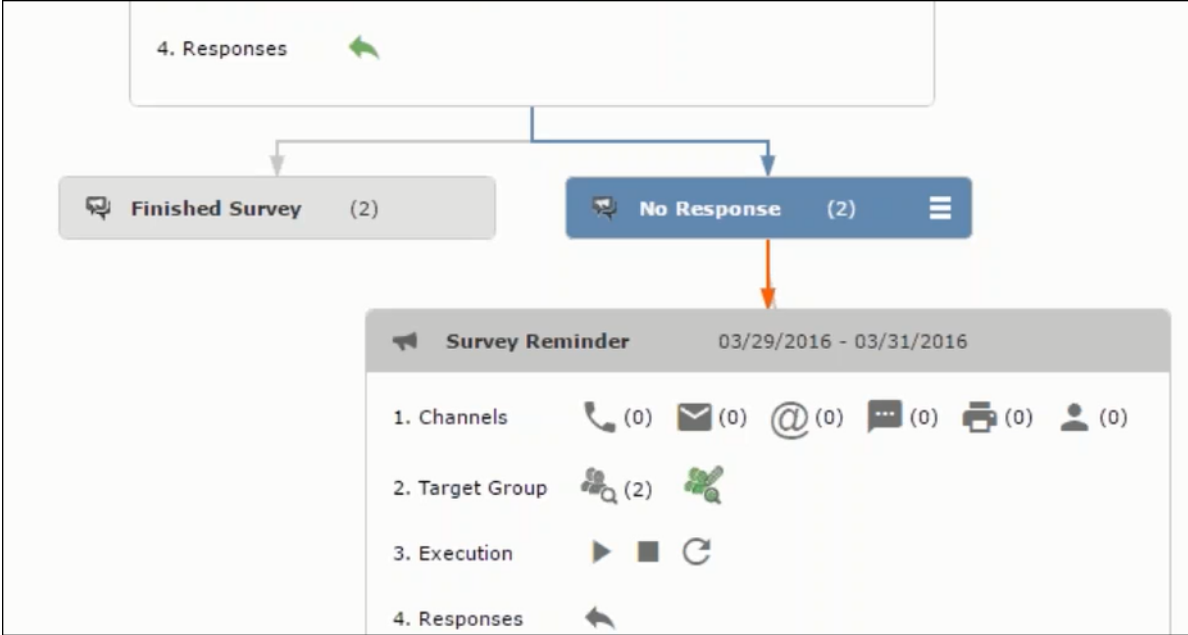 4. Responses
Finished Survey (2)
No Response (2)
Survey Reminder 03/29/2016 - 03/31/2016
1. Channels (0) (0) @ (0) (0) (0) (0)
2. Target Group (2)
3. Execution
4. Responses